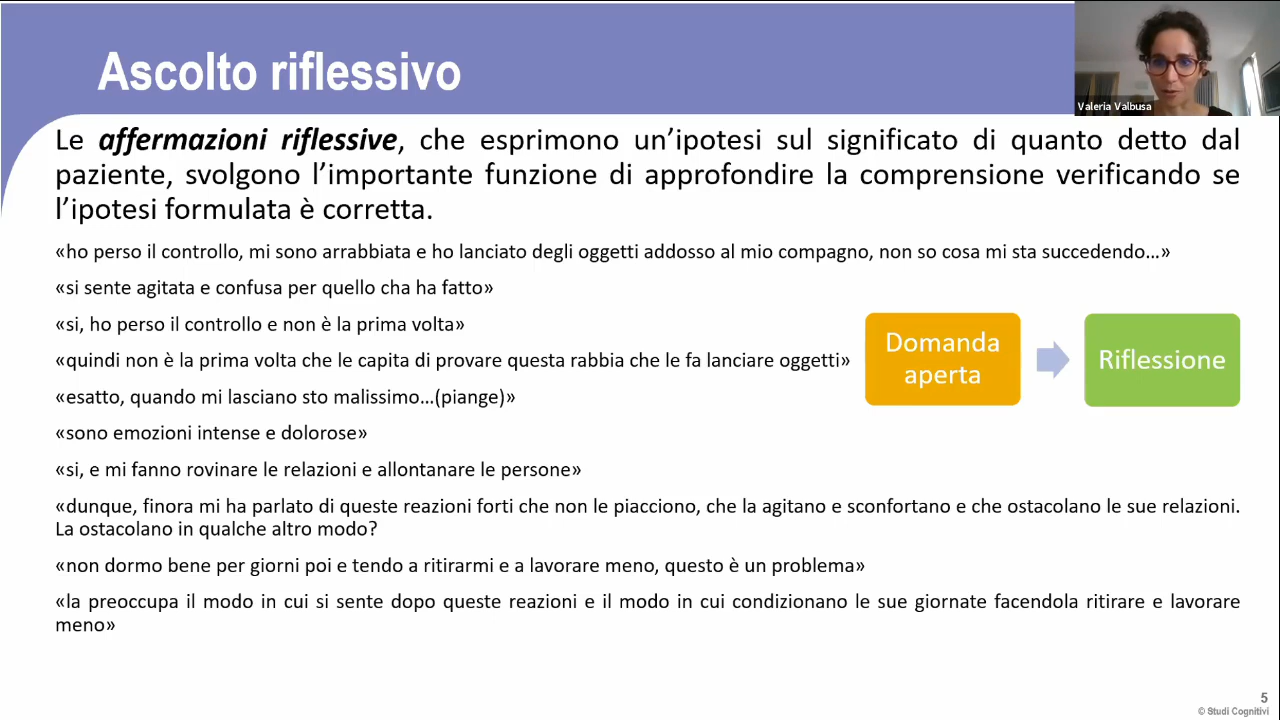 Ascolto riflessivo
Valeria Valbusa
Le affermazioni riflessive, che esprimono un’ipotesi sul significato di quanto detto dal
paziente, svolgono l’importante funzione di approfondire la comprensione verificando se
l’ipotesi formulata è corretta.
«ho perso il controllo, mi sono arrabbiata e ho lanciato degli oggetti addosso al mio compagno, non so cosa mi sta succedendo…»
«si sente agitata e confusa per quello cha ha fatto»
«si, ho perso il controllo e non è la prima volta»
«quindi non è la prima volta che le capita di provare questa rabbia che le fa lanciare oggetti»
Domanda
aperta
Riflessione
«esatto, quando mi lasciano sto malissimo…(piange)»
«sono emozioni intense e dolorose»
«si, e mi fanno rovinare le relazioni e allontanare le persone»
«dunque, finora mi ha parlato di queste reazioni forti che non le piacciono, che la agitano e sconfortano e che ostacolano le sue relazioni.
La ostacolano in qualche altro modo?
«non dormo bene per giorni poi e tendo a ritirarmi e a lavorare meno, questo è un problema»
«la preoccupa il modo in cui si sente dopo queste reazioni e il modo in cui condizionano le sue giornate facendola ritirare e lavorare
meno»
5
© Studi Cognitivi